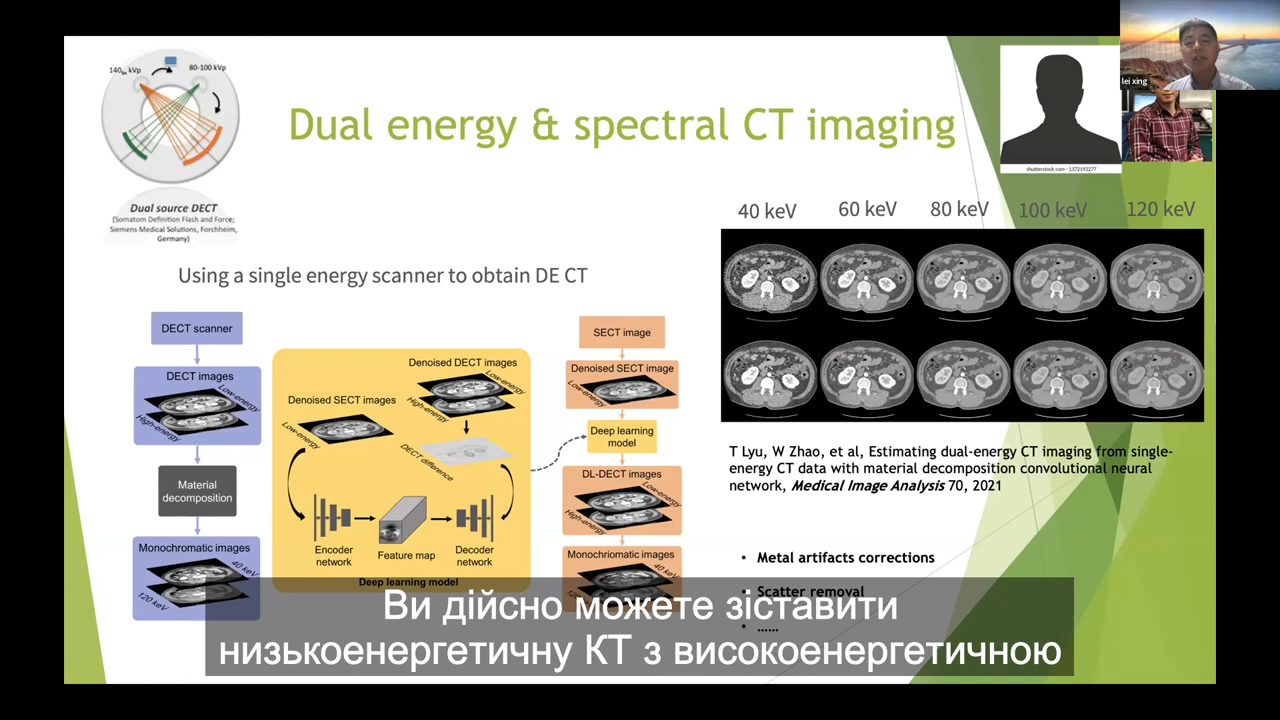 140Sn kVp
80-100 kVp
Dual source DECT
(Somatom Definition Flash and Force;
Siemens Medical Solutions, Forchheim,
Germany)
Dual energy & spectral CT imaging
shutterstock.com · 1372192277
lei xing
Using a single energy scanner to obtain DE CT
DECT scanner
DECT images
Low-energy
High-energy
Material
decomposition
Monochromatic images
40 keV
120 keV
Denoised DECT images
Low-energy
High-energy
Denoised SECT images
Low-energy
DECT difference
Encoder
network
Feature map
Decoder
network
Deep learning model
SECT image
Denoised SECT image
Low-energy
Deep learning
model
DL-DECT images
Low-energy
High-energy
Monochriomatic images
40 keV
40 keV 60 keV 80 keV 100 keV 120 keV
T Lyu, W Zhao, et al, Estimating dual-energy CT imaging from single-
energy CT data with material decomposition convolutional neural
network, Medical Image Analysis 70, 2021
• Metal artifacts corrections
• Scatter removal
• ......
Ви дійсно можете зіставити
низькоенергетичну КТ з високоенергетичною